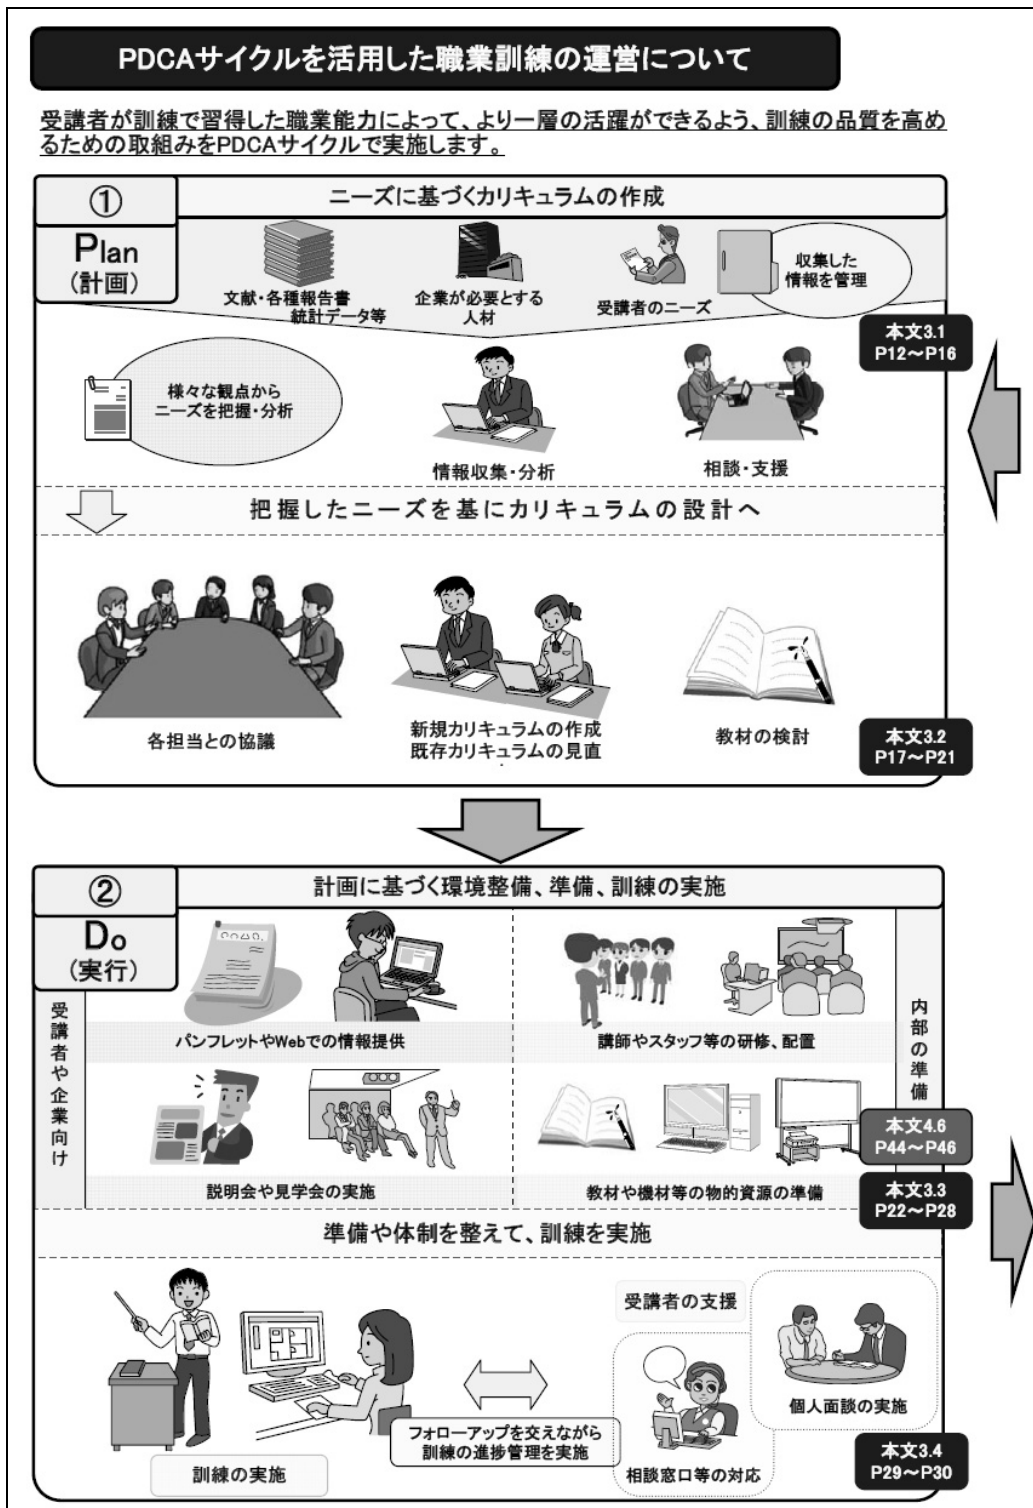 PDCAサイクルを活用した職業訓練の運営について
受講者が訓練で習得した職業能力によって、より一層の活躍ができるよう、訓練の品質を高め
るための取組みをPDCAサイクルで実施します。
①
Plan
(計画)
ニーズに基づくカリキュラムの作成
文献・各種報告書
統計データ等
企業が必要とする
人材
受講者のニーズ
収集した
情報を管理
本文3.1
P12～P16
様々な観点から
ニーズを把握・分析
情報収集・分析
相談・支援
把握したニーズを基にカリキュラムの設計へ
各担当との協議
新規カリキュラムの作成
既存カリキュラムの見直
教材の検討
本文3.2
P17～P21
②
Do
(実行)
計画に基づく環境整備、準備、訓練の実施
受講者や企業向け
パンフレットやWebでの情報提供
講師やスタッフ等の研修、配置
内部の準備
説明会や見学会の実施
教材や機材等の物的資源の準備
本文4.6
P44～P46
本文3.3
P22～P28
準備や体制を整えて、訓練を実施
訓練の実施
フォローアップを交えながら
訓練の進捗管理を実施
受講者の支援
相談窓口等の対応
個人面談の実施
本文3.4
P29～P30